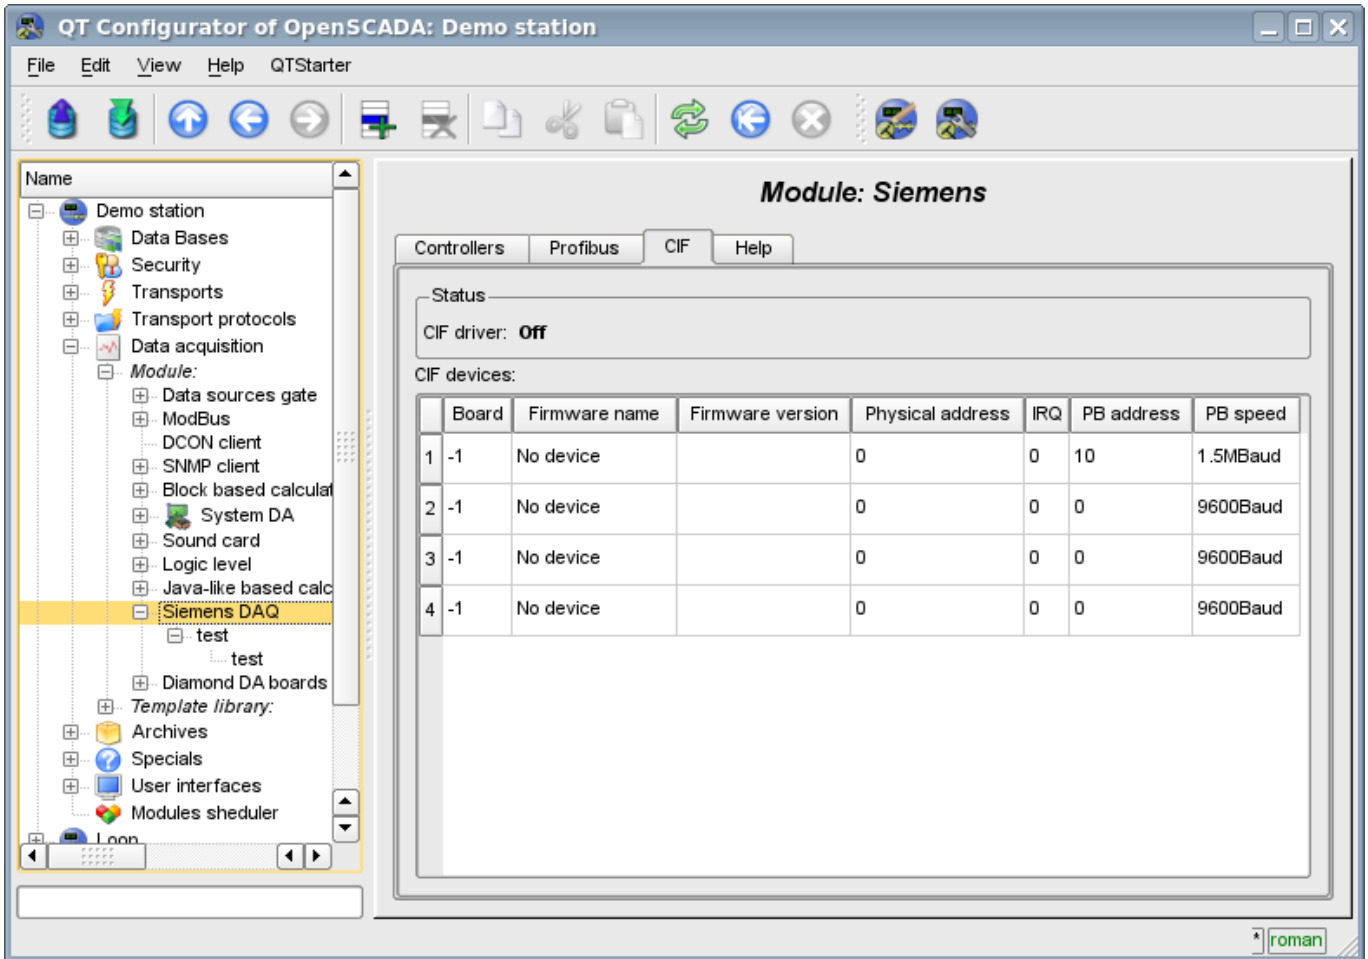 QT Configurator of OpenSCADA: Demo station
File Edit View Help QTStarter
Name
Demo station
Data Bases
Security
Transports
Transport protocols
Data acquisition
Module:
Data sources gate
ModBus
DCON client
SNMP client
Block based calculat
System DA
Sound card
Logic level
Java-like based calc
Siemens DAQ
test
test
Diamond DA boards
Template library:
Archives
Specials
User interfaces
Modules sheduler
Loop
Module: Siemens
Controllers Profibus CIF Help
Status
CIF driver: Off
CIF devices:
Board Firmware name Firmware version Physical address IRQ PB address PB speed
1 -1 No device 0 0 10 1.5MBaud
2 -1 No device 0 0 0 9600Baud
3 -1 No device 0 0 0 9600Baud
4 -1 No device 0 0 0 9600Baud
* roman